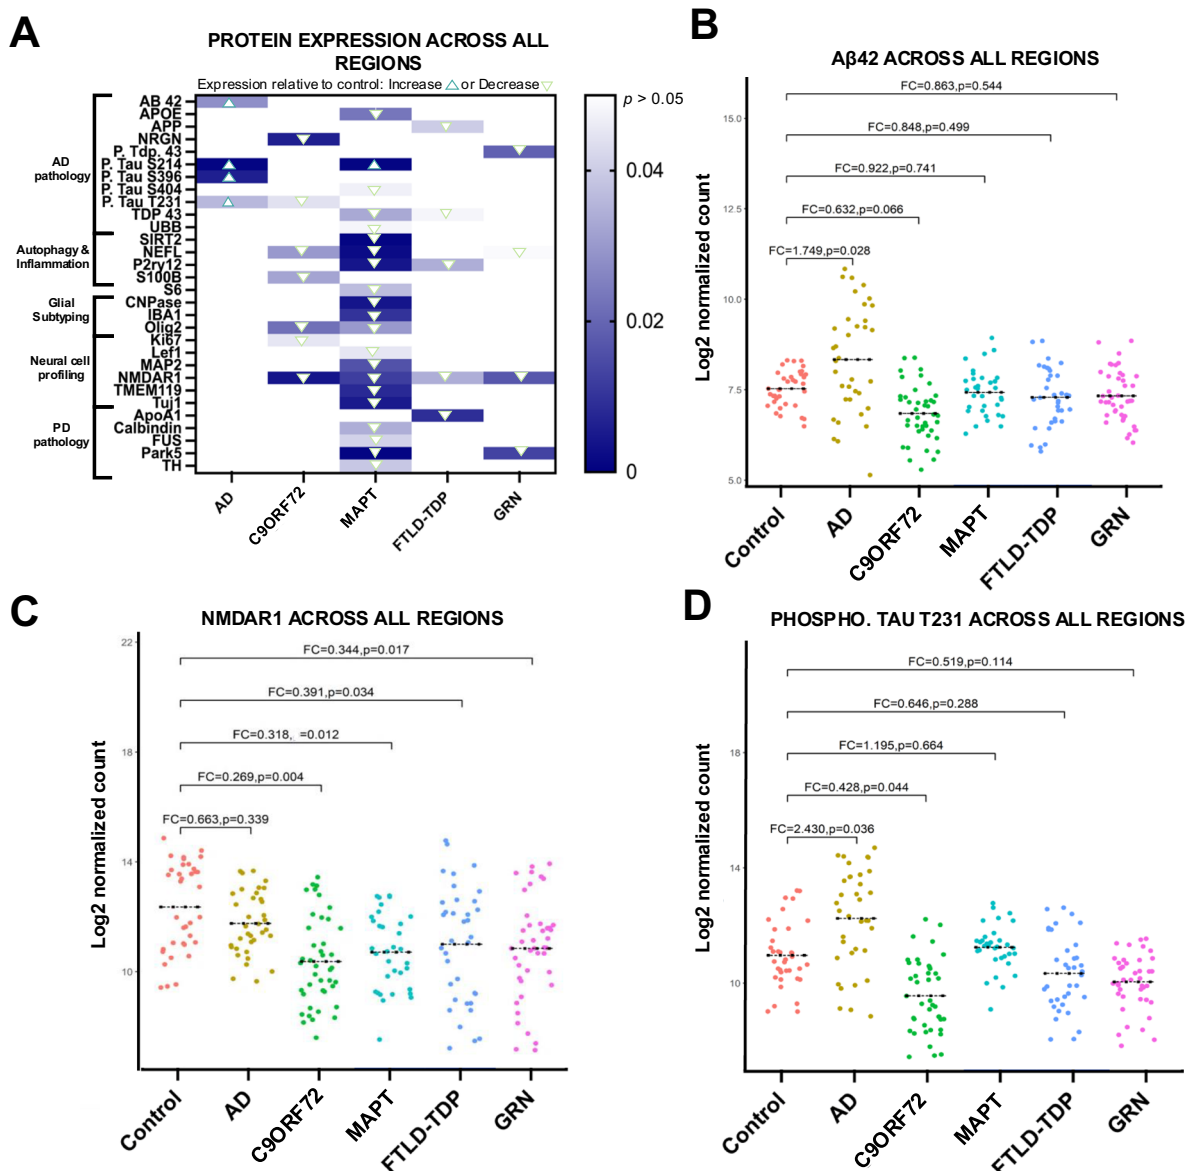 A
PROTEIN EXPRESSION ACROSS ALL
REGIONS
Expression relative to control: Increase △ or Decrease ▽
AD
pathology
AB 42
APOE
APP
NRGN
P. Tdp. 43
P. Tau S214
P. Tau S396
P. Tau S404
P. Tau T231
TDP 43
UBB
Autophagy &
Inflammation
SIRT2
NEFL
P2ry12
S100B
Glial
Subtyping
S6
CNPase
IBA1
Olig2
Neural cell
profiling
Ki67
Lef1
MAP2
NMDAR1
TMEM119
Tuj1
PD
pathology
ApoA1
Calbindin
FUS
Park5
TH
AD
C9ORF72
MAPT
FTLD-TDP
GRN
p > 0.05
0.04
0.02
0
B
Aβ42 ACROSS ALL REGIONS
FC=0.863,p=0.544
FC=0.848,p=0.499
FC=0.922,p=0.741
FC=0.632,p=0.066
FC=1.749,p=0.028
Log2 normalized count
15.0
12.5
10.0
7.5
5.0
Control
AD
C9ORF72
MAPT
FTLD-TDP
GRN
C
NMDAR1 ACROSS ALL REGIONS
FC=0.344,p=0.017
FC=0.391,p=0.034
FC=0.318, =0.012
FC=0.269,p=0.004
FC=0.663,p=0.339
Log2 normalized count
22
18
14
10
Control
AD
C9ORF72
MAPT
FTLD-TDP
GRN
D
PHOSPHO. TAU T231 ACROSS ALL REGIONS
FC=0.519,p=0.114
FC=0.646,p=0.288
FC=1.195,p=0.664
FC=0.428,p=0.044
FC=2.430,p=0.036
Log2 normalized count
18
14
10
Control
AD
C9ORF72
MAPT
FTLD-TDP
GRN